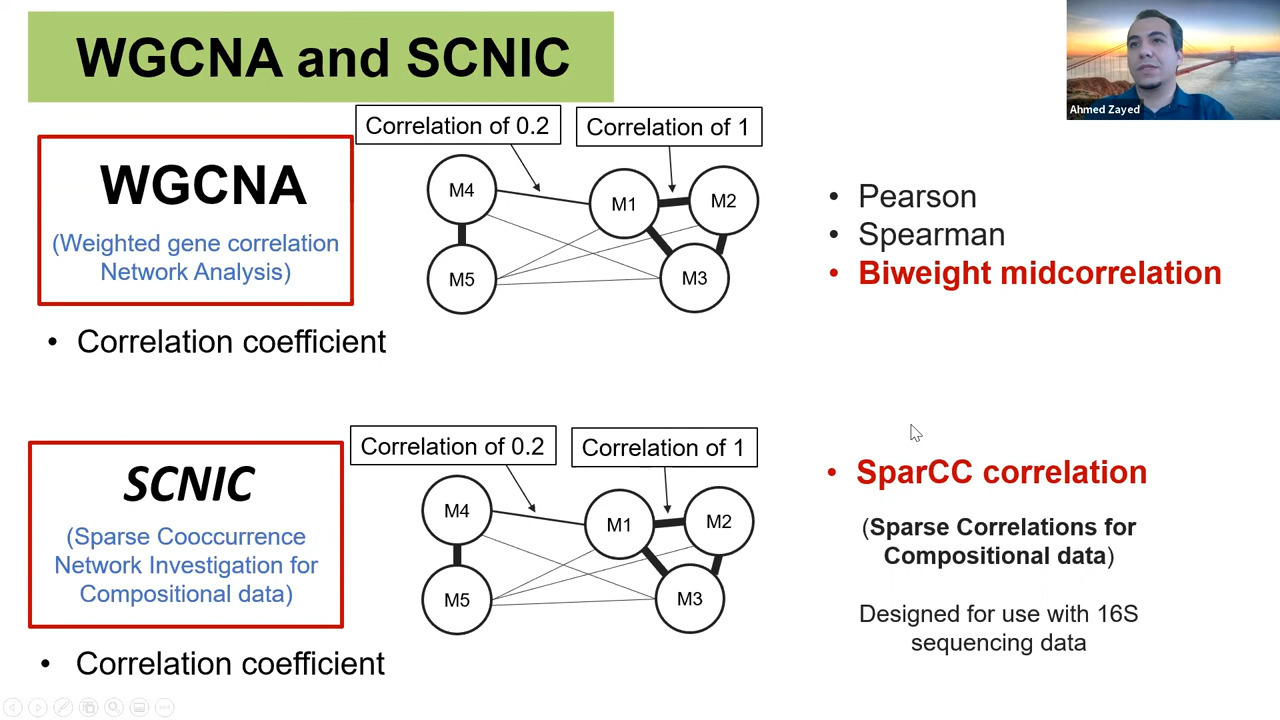 WGCNA and SCNIC
Ahmed Zayed
WGCNA
(Weighted gene correlation
Network Analysis)
• Correlation coefficient
Correlation of 0.2
Correlation of 1
M4
M1
M2
M5
M3
• Pearson
• Spearman
• Biweight midcorrelation
SCNIC
(Sparse Cooccurrence
Network Investigation for
Compositional data)
• Correlation coefficient
Correlation of 0.2
Correlation of 1
M4
M1
M2
M5
M3
• SparCC correlation
(Sparse Correlations for
Compositional data)
Designed for use with 16S
sequencing data